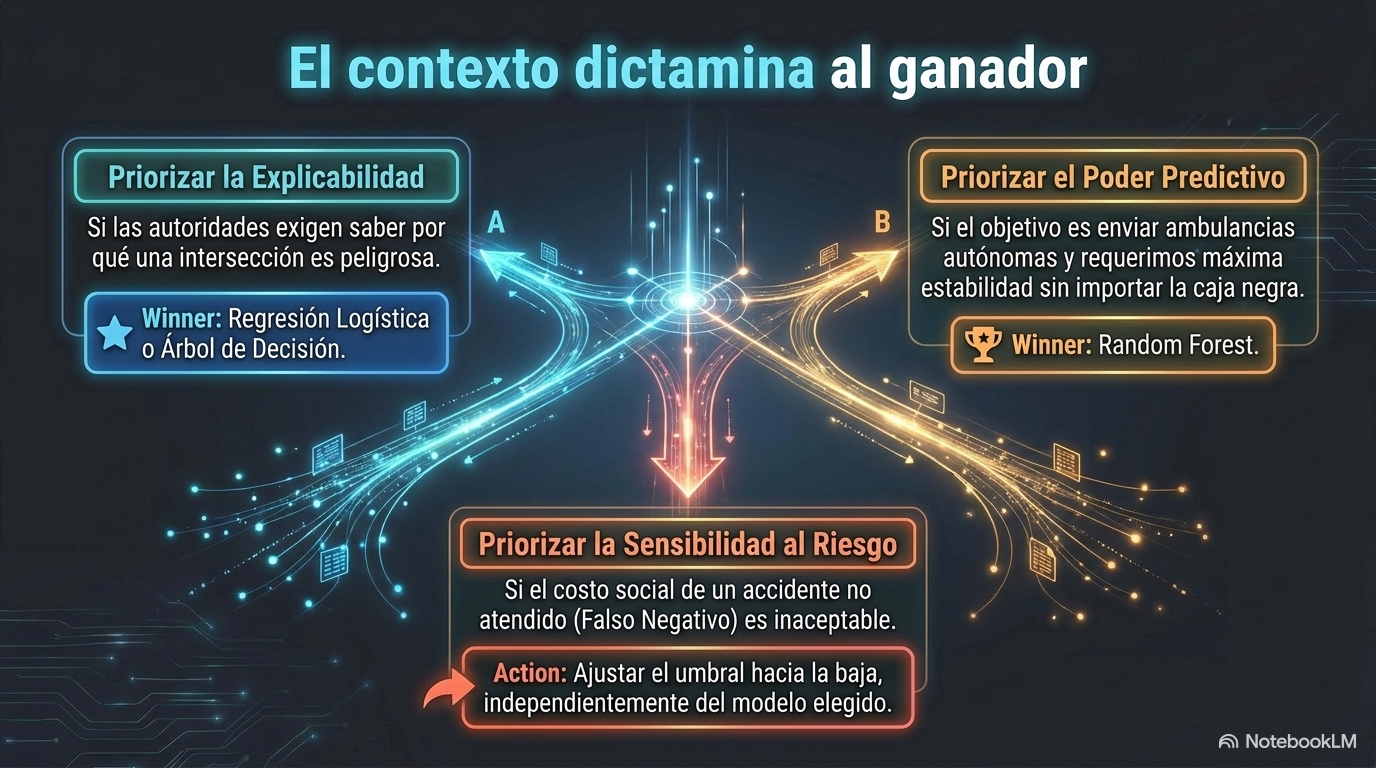 El contexto dictamina al ganador
Priorizar la Explicabilidad
Si las autoridades exigen saber por
qué una intersección es peligrosa.
Winner: Regresión Logística
o Árbol de Decisión.
A
B
Priorizar el Poder Predictivo
Si el objetivo es enviar ambulancias
autónomas y requerimos máxima
estabilidad sin importar la caja negra.
Winner: Random Forest.
Priorizar la Sensibilidad al Riesgo
Si el costo social de un accidente no
atendido (Falso Negativo) es inaceptable.
Action: Ajustar el umbral hacia la baja,
independientemente del modelo elegido.
NotebookLM